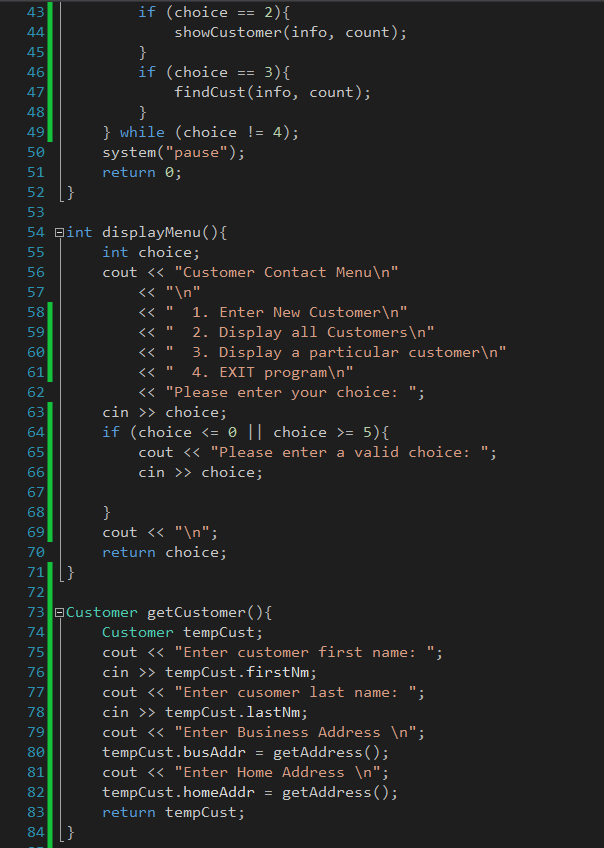 43         if (choice == 2){
44             showCustomer(info, count);
45         }
46         if (choice == 3){
47             findCust(info, count);
48         }
49     } while (choice != 4);
50     system("pause");
51     return 0;
52 }
53
54 int displayMenu(){
55     int choice;
56     cout << "Customer Contact Menu\n"
57         << "\n"
58         << "  1. Enter New Customer\n"
59         << "  2. Display all Customers\n"
60         << "  3. Display a particular customer\n"
61         << "  4. EXIT program\n"
62         << "Please enter your choice: ";
63     cin >> choice;
64     if (choice <= 0 || choice >= 5){
65         cout << "Please enter a valid choice: ";
66         cin >> choice;
67
68     }
69     cout << "\n";
70     return choice;
71 }
72
73 Customer getCustomer(){
74     Customer tempCust;
75     cout << "Enter customer first name: ";
76     cin >> tempCust.firstNm;
77     cout << "Enter cusomer last name: ";
78     cin >> tempCust.lastNm;
79     cout << "Enter Business Address \n";
80     tempCust.busAddr = getAddress();
81     cout << "Enter Home Address \n";
82     tempCust.homeAddr = getAddress();
83     return tempCust;
84 }